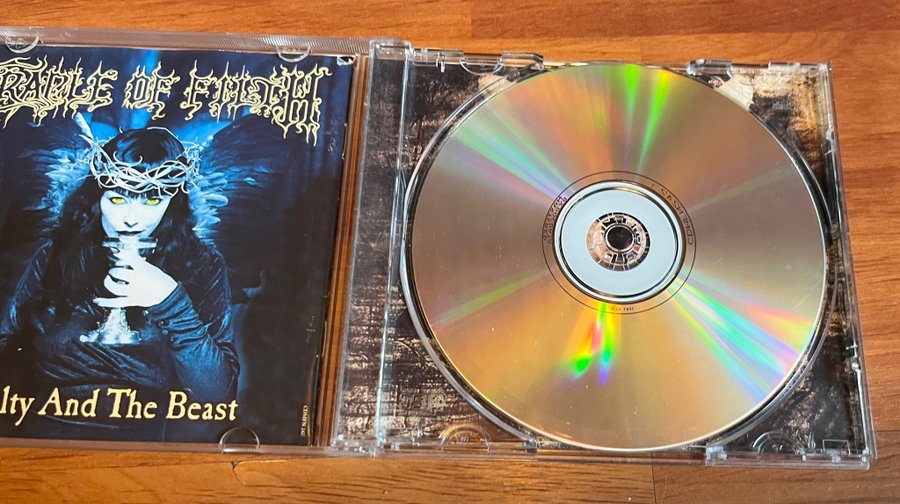 CRADLE OF FILTH
lty And The Beast